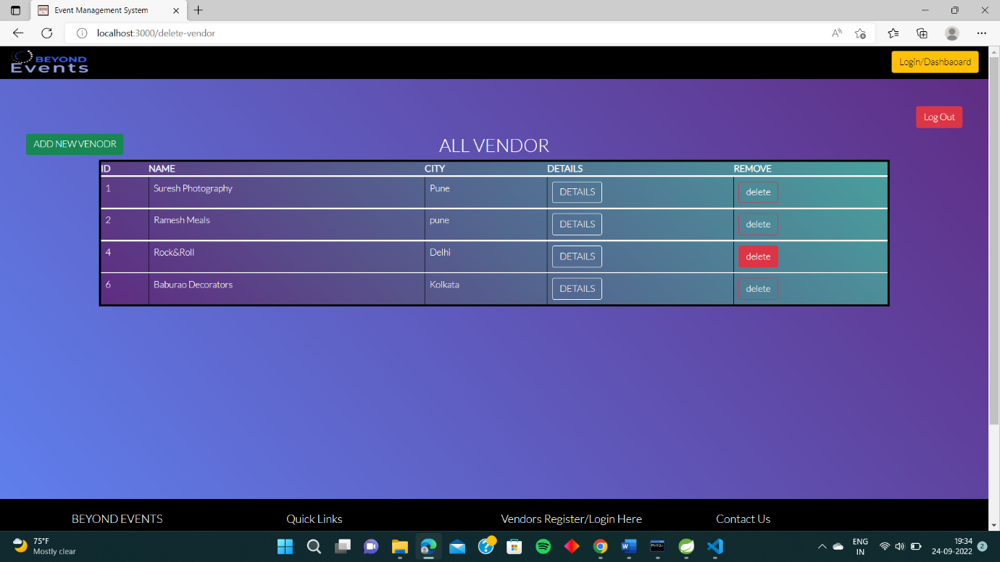 Event Management System
localhost:3000/delete-vendor
BEYOND
Events
Login/Dashbaoard
Log Out
ADD NEW VENODR
ALL VENDOR
ID NAME CITY DETAILS REMOVE
1 Suresh Photography Pune DETAILS delete
2 Ramesh Meals pune DETAILS delete
4 Rock&Roll Delhi DETAILS delete
6 Baburao Decorators Kolkata DETAILS delete
BEYOND EVENTS Quick Links Vendors Register/Login Here Contact Us
75°F
Mostly clear
ENG
IN
19:34
24-09-2022
2